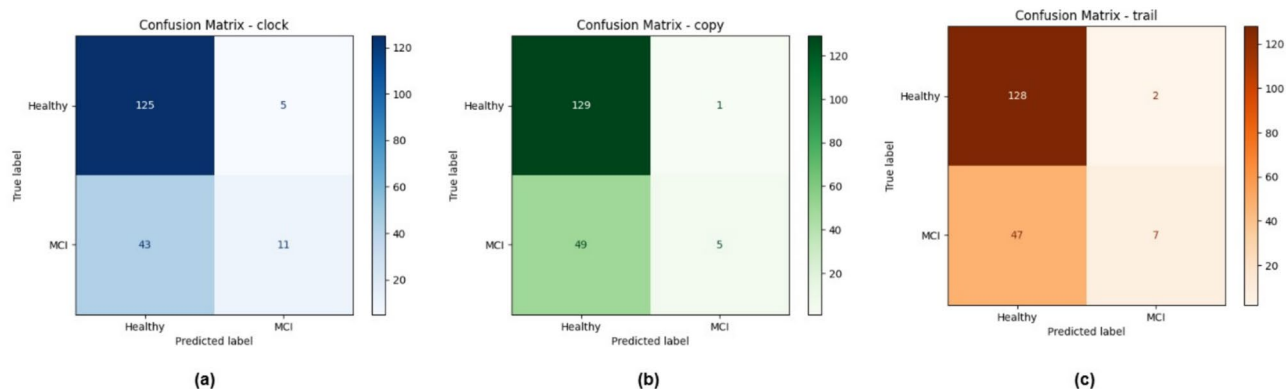 Confusion Matrix - clock
True label
Healthy
MCI
125
5
43
11
Healthy
MCI
Predicted label
120
100
80
60
40
20
(a)
Confusion Matrix - copy
True label
Healthy
MCI
129
1
49
5
Healthy
MCI
Predicted label
120
100
80
60
40
20
(b)
Confusion Matrix - trail
True label
Healthy
MCI
128
2
47
7
Healthy
MCI
Predicted label
120
100
80
60
40
20
(c)